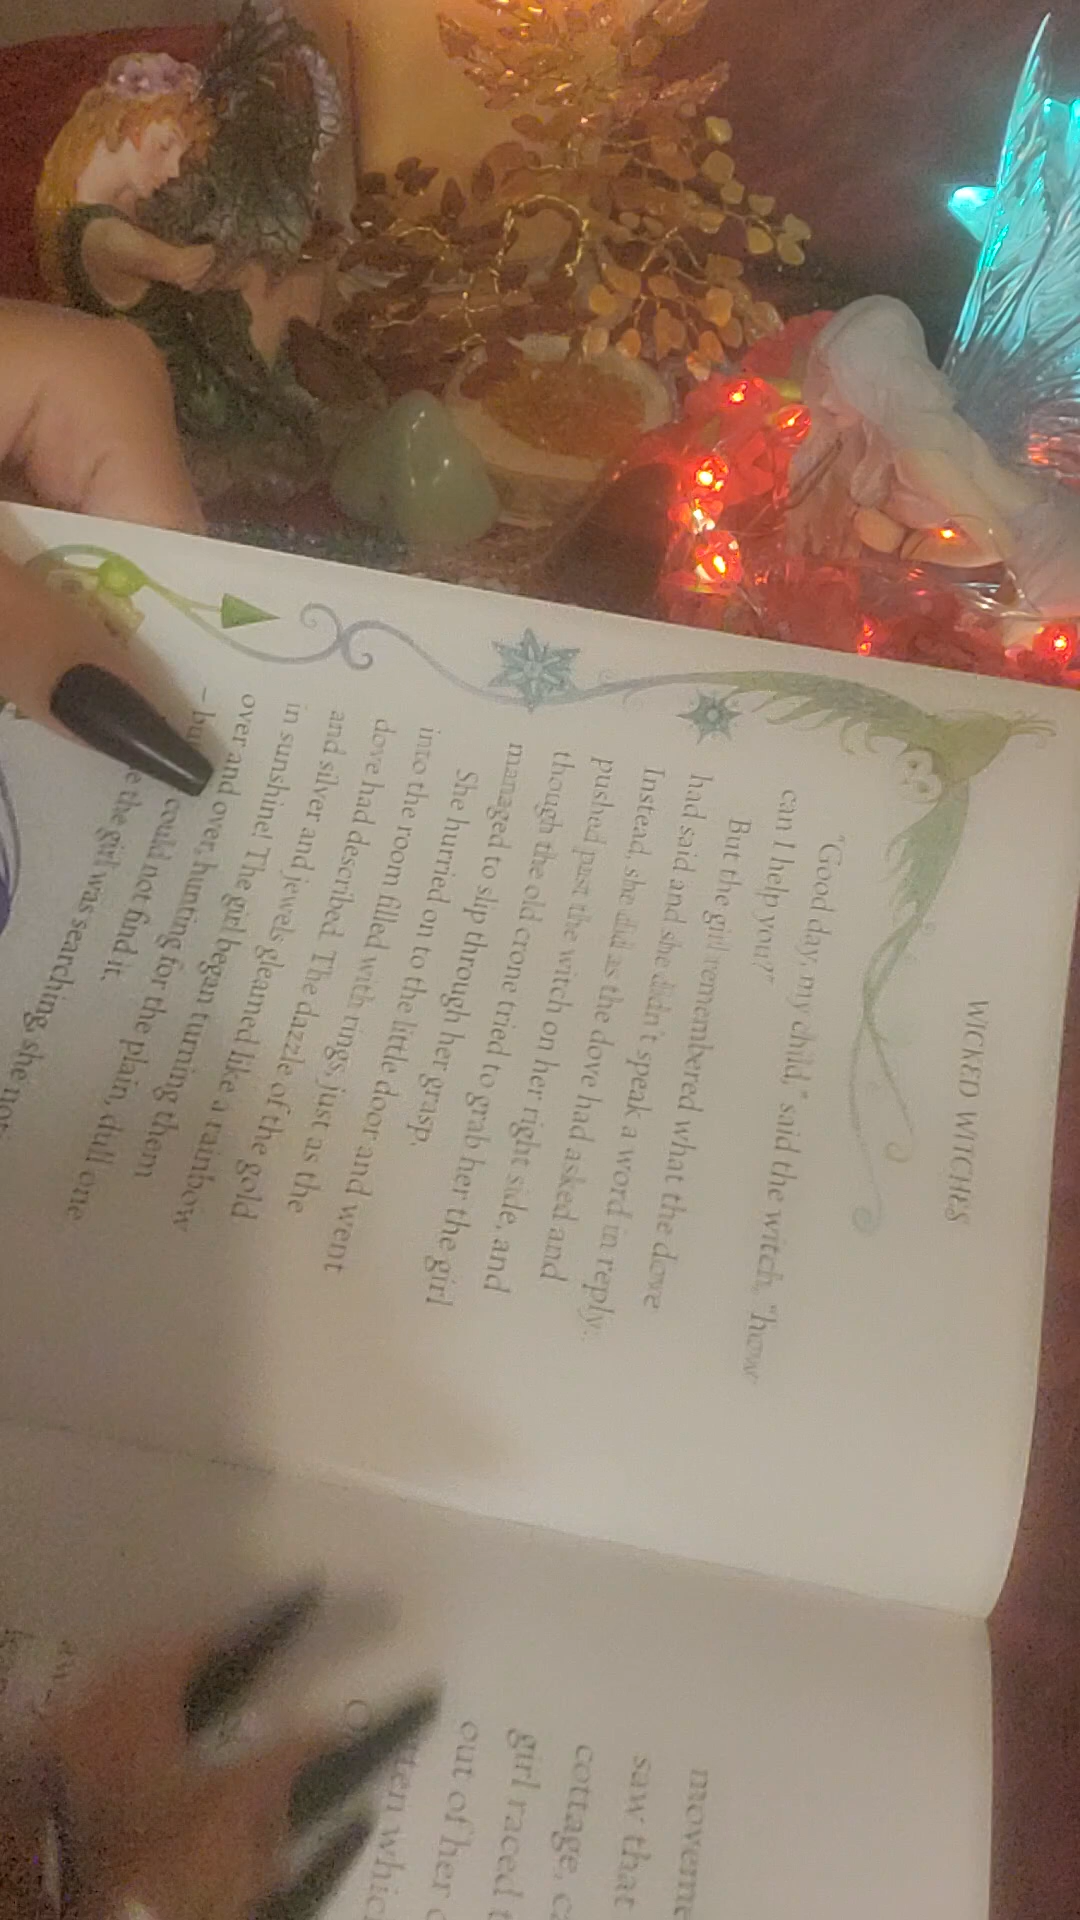 WICKED WITCHES
"Good day, my child," said the witch, "how
can I help you?"
But the girl remembered what the dove
had said and she didn't speak a word in reply.
Instead, she did as the dove had asked and
pushed past the witch on her right side, and
though the old crone tried to grab her the girl
managed to slip through her grasp.
She hurried on to the little door and went
into the room filled with rings, just as the
dove had described. The dazzle of the gold
and silver and jewels gleamed like a rainbow
in sunshine! The girl began turning them
over and over, hunting for the plain, dull one
– could not find it.
the girl was searching she
moveme
saw that
cottage, c
girl raced t
out of her c
whic